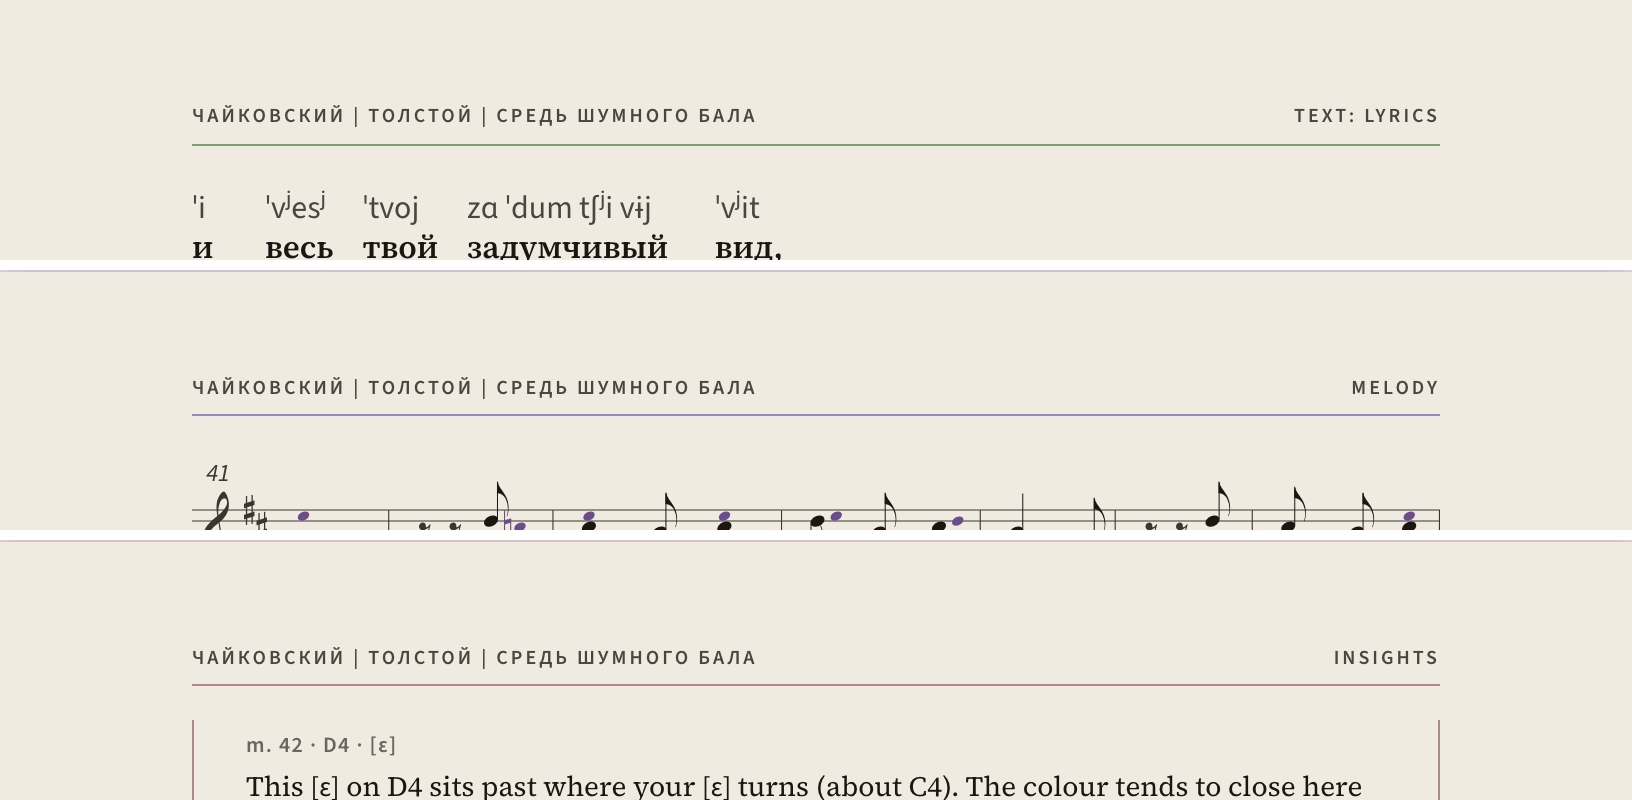 ЧАЙКОВСКИЙ | ТОЛСТОЙ | СРЕДЬ ШУМНОГО БАЛА TEXT: LYRICS
ˈi ˈvʲesʲ ˈtvoj zɑ ˈdum tʃʲi vɨj ˈvʲit
и весь твой задумчивый вид,
ЧАЙКОВСКИЙ | ТОЛСТОЙ | СРЕДЬ ШУМНОГО БАЛА MELODY
41
ЧАЙКОВСКИЙ | ТОЛСТОЙ | СРЕДЬ ШУМНОГО БАЛА INSIGHTS
m. 42 · D4 · [ɛ]
This [ɛ] on D4 sits past where your [ɛ] turns (about C4). The colour tends to close here